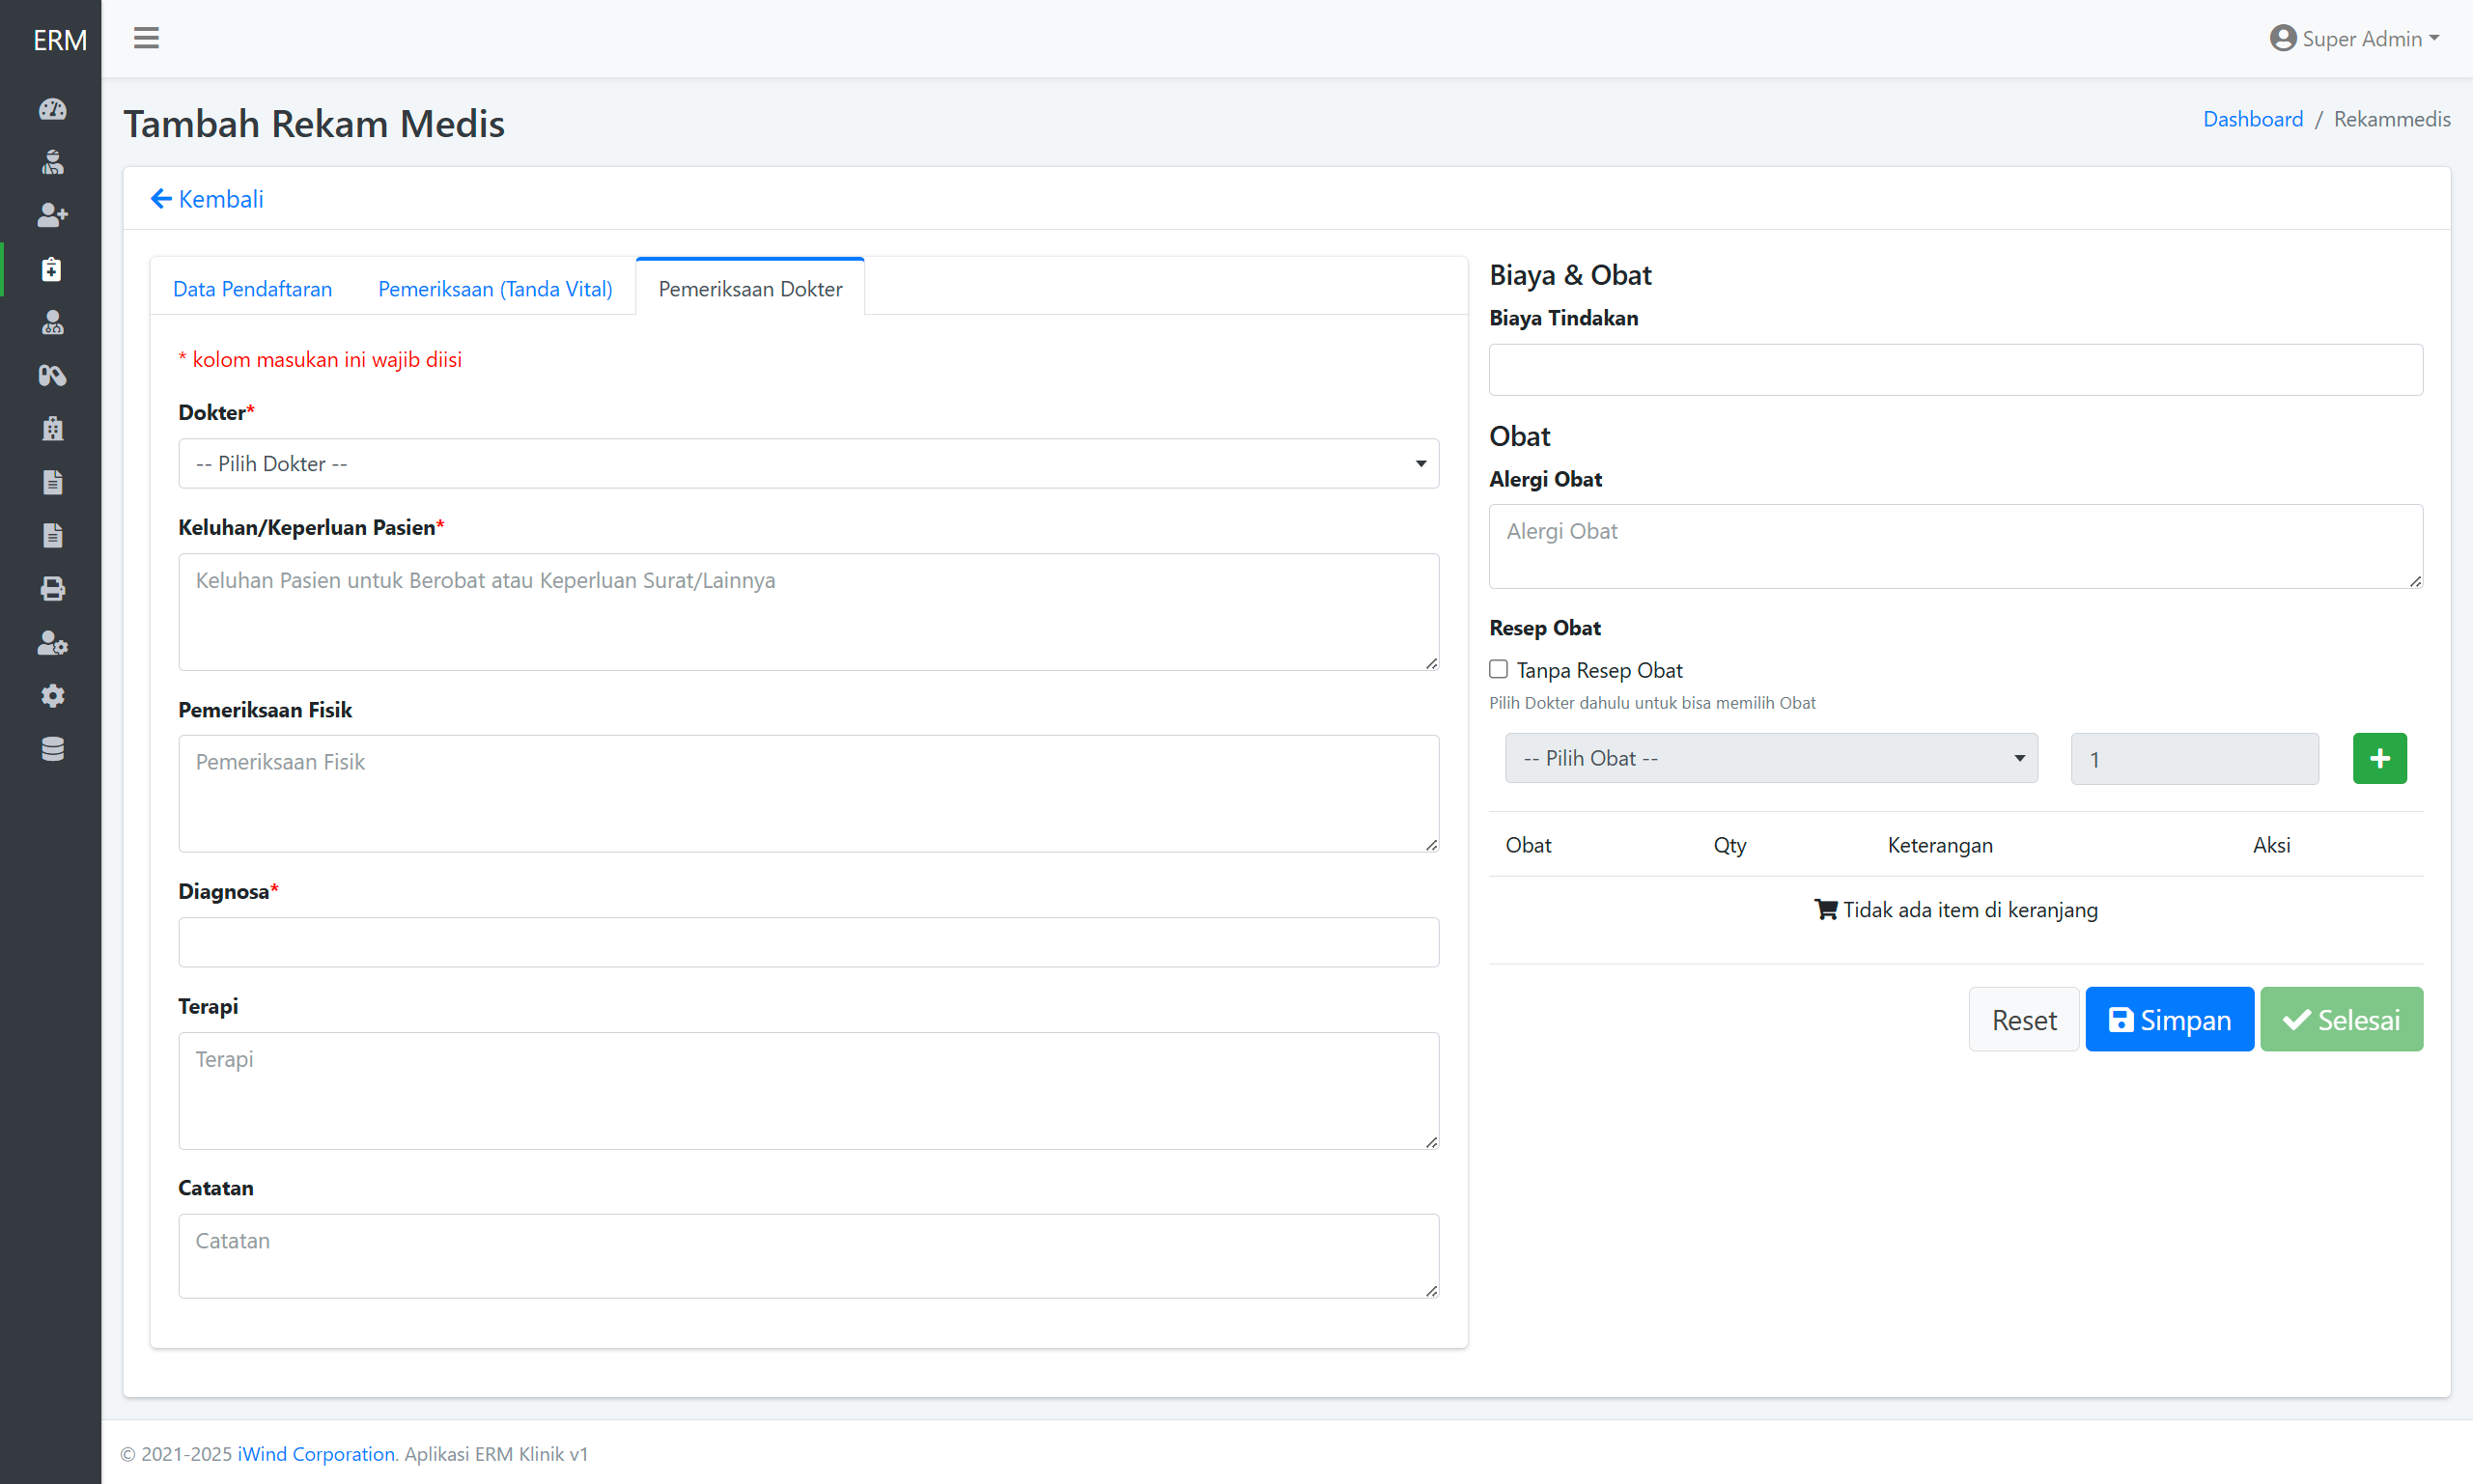 ERM
Super Admin
Tambah Rekam Medis
Dashboard / Rekammedis
Kembali
Data Pendaftaran
Pemeriksaan (Tanda Vital)
Pemeriksaan Dokter
* kolom masukan ini wajib diisi
Dokter*
-- Pilih Dokter --
Keluhan/Keperluan Pasien*
Keluhan Pasien untuk Berobat atau Keperluan Surat/Lainnya
Pemeriksaan Fisik
Pemeriksaan Fisik
Diagnosa*
Terapi
Terapi
Catatan
Catatan
Biaya & Obat
Biaya Tindakan
Obat
Alergi Obat
Alergi Obat
Resep Obat
Tanpa Resep Obat
Pilih Dokter dahulu untuk bisa memilih Obat
-- Pilih Obat --
1
Obat Qty Keterangan Aksi
Tidak ada item di keranjang
Reset
Simpan
Selesai
© 2021-2025 iWind Corporation. Aplikasi ERM Klinik v1